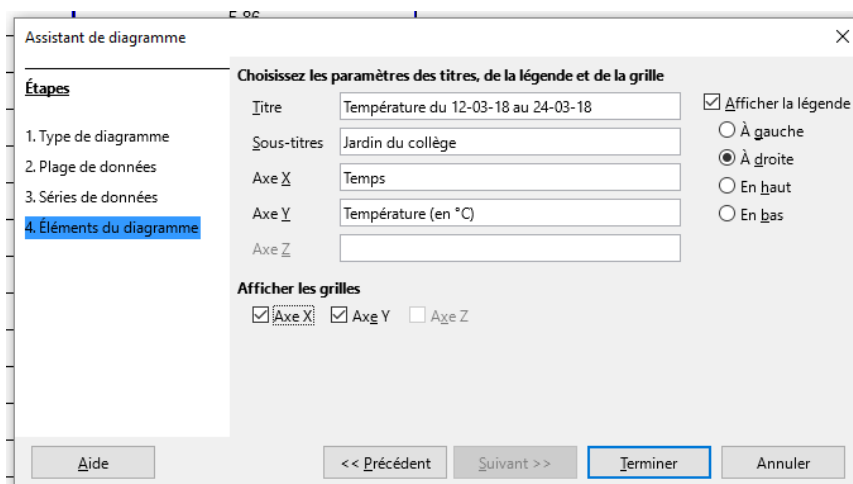 5,86
Assistant de diagramme
Étapes
1. Type de diagramme
2. Plage de données
3. Séries de données
4. Éléments du diagramme
Choisissez les paramètres des titres, de la légende et de la grille
Titre Température du 12-03-18 au 24-03-18
Sous-titres Jardin du collège
Axe X Temps
Axe Y Température (en °C)
Axe Z
Afficher la légende
À gauche
À droite
En haut
En bas
Afficher les grilles
Axe X Axe Y Axe Z
Aide << Précédent Suivant >> Terminer Annuler